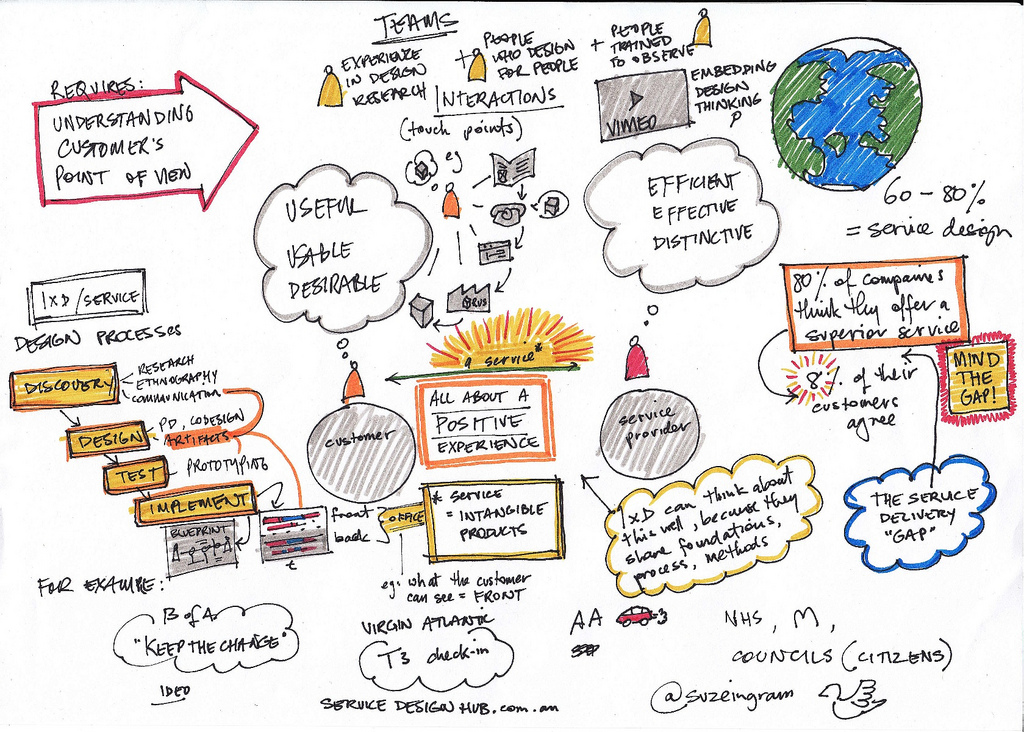 TEAMS
EXPERIENCE
IN DESIGN
RESEARCH
+ PEOPLE
WHO DESIGN
FOR PEOPLE
+ PEOPLE
TRAINED
TO OBSERVE
REQUIRES:
UNDERSTANDING
CUSTOMER'S
POINT OF VIEW
INTERACTIONS
(touch points)
eg
VIMEO
EMBEDDING
DESIGN
THINKING
60 - 80%
= service design
USEFUL
USABLE
DESIRABLE
EFFICIENT
EFFECTIVE
DISTINCTIVE
80% of companies
think they offer a
superior service
8% of their
customers
agree
MIND
THE
GAP!
THE SERVICE
DELIVERY
"GAP"
IXD/SERVICE
DESIGN PROCESSES
DISCOVERY
RESEARCH
ETHNOGRAPHY
COMMUNICATION
DESIGN
PD, CODESIGN
ARTIFACTS
TEST
PROTOTYPING
IMPLEMENT
BLUEPRINT
t
front
back
OFFICE
a service*
customer
ALL ABOUT A
POSITIVE
EXPERIENCE
service
provider
* SERVICE
= INTANGIBLE
PRODUCTS
eg: what the customer
can see = FRONT
IXD can think about
this well, because they
share foundations,
process, methods
FOR EXAMPLE:
B of A
"KEEP THE CHANGE"
IDEO
VIRGIN ATLANTIC
T3 check-in
AA
NHS, M,
COUNCILS (CITIZENS)
@suzeingram
SERVICE DESIGN HUB.com.au